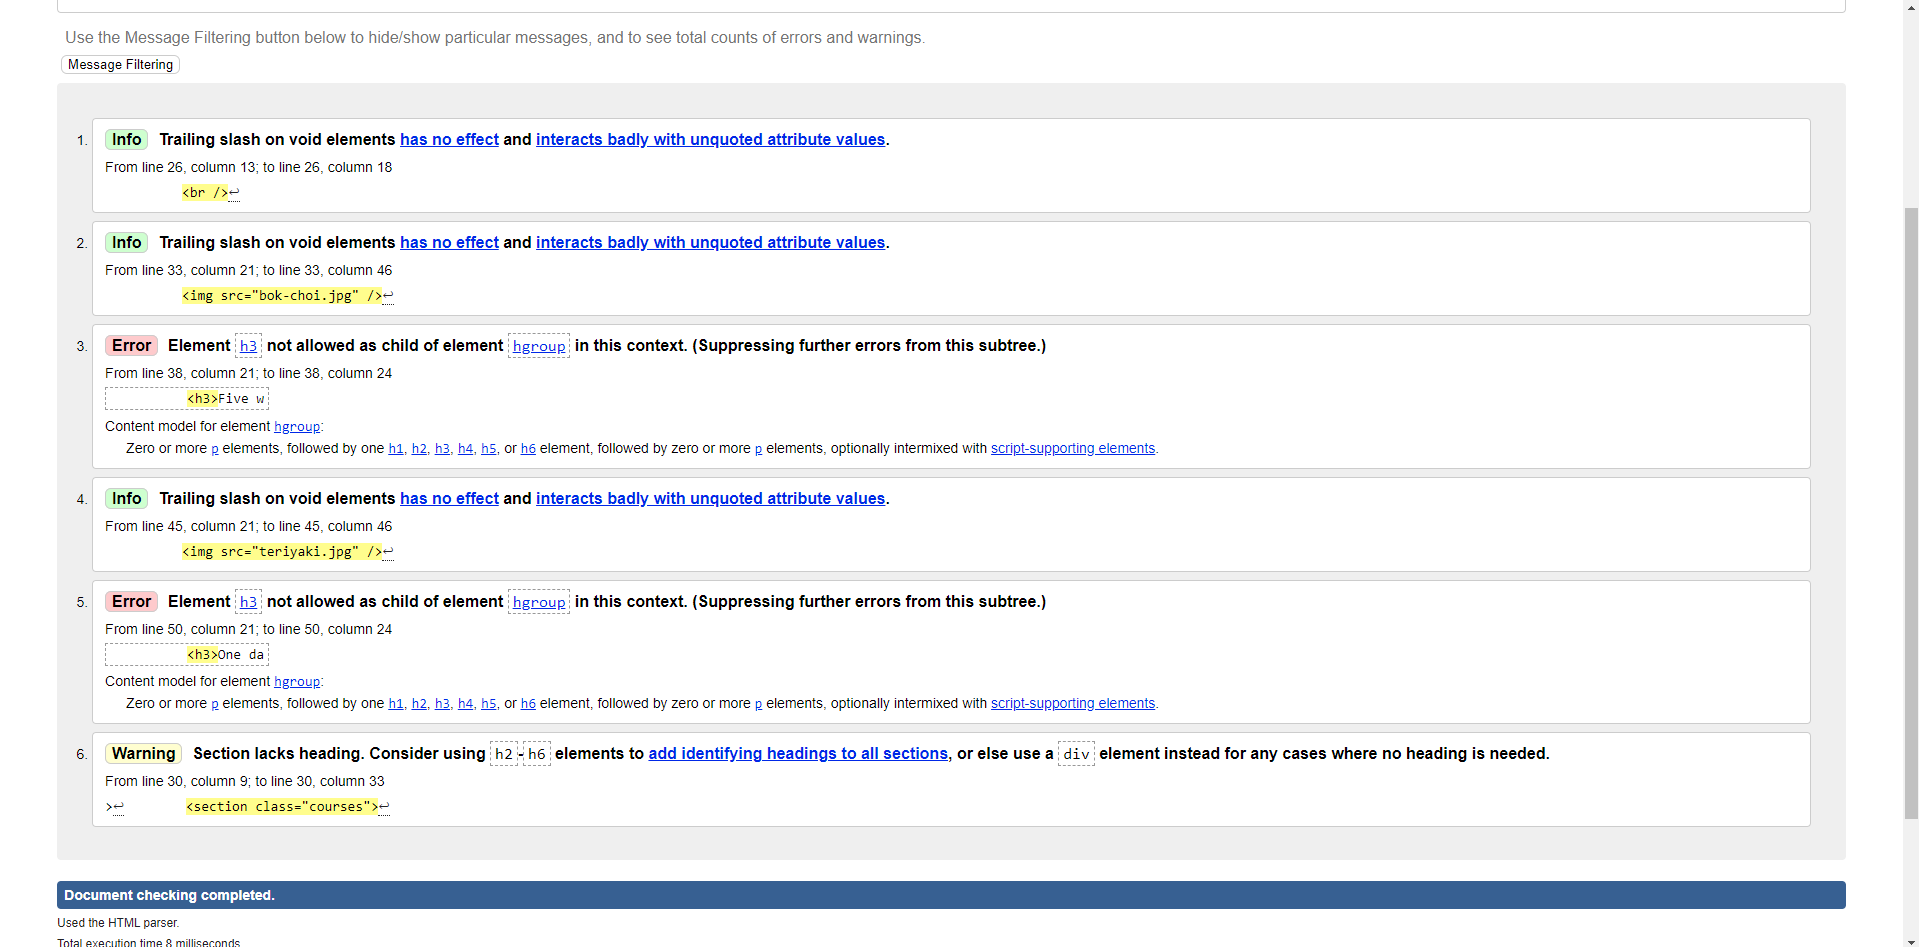 Use the Message Filtering button below to hide/show particular messages, and to see total counts of errors and warnings.
Message Filtering
1. Info Trailing slash on void elements has no effect and interacts badly with unquoted attribute values.
From line 26, column 13; to line 26, column 18
<br />↩
2. Info Trailing slash on void elements has no effect and interacts badly with unquoted attribute values.
From line 33, column 21; to line 33, column 46
<img src="bok-choi.jpg" />↩
3. Error Element h3 not allowed as child of element hgroup in this context. (Suppressing further errors from this subtree.)
From line 38, column 21; to line 38, column 24
<h3>Five w
Content model for element hgroup:
Zero or more p elements, followed by one h1, h2, h3, h4, h5, or h6 element, followed by zero or more p elements, optionally intermixed with script-supporting elements.
4. Info Trailing slash on void elements has no effect and interacts badly with unquoted attribute values.
From line 45, column 21; to line 45, column 46
<img src="teriyaki.jpg" />↩
5. Error Element h3 not allowed as child of element hgroup in this context. (Suppressing further errors from this subtree.)
From line 50, column 21; to line 50, column 24
<h3>One da
Content model for element hgroup:
Zero or more p elements, followed by one h1, h2, h3, h4, h5, or h6 element, followed by zero or more p elements, optionally intermixed with script-supporting elements.
6. Warning Section lacks heading. Consider using h2-h6 elements to add identifying headings to all sections, or else use a div element instead for any cases where no heading is needed.
From line 30, column 9; to line 30, column 33
>↩ <section class="courses">↩
Document checking completed.
Used the HTML parser.
Total execution time 8 milliseconds